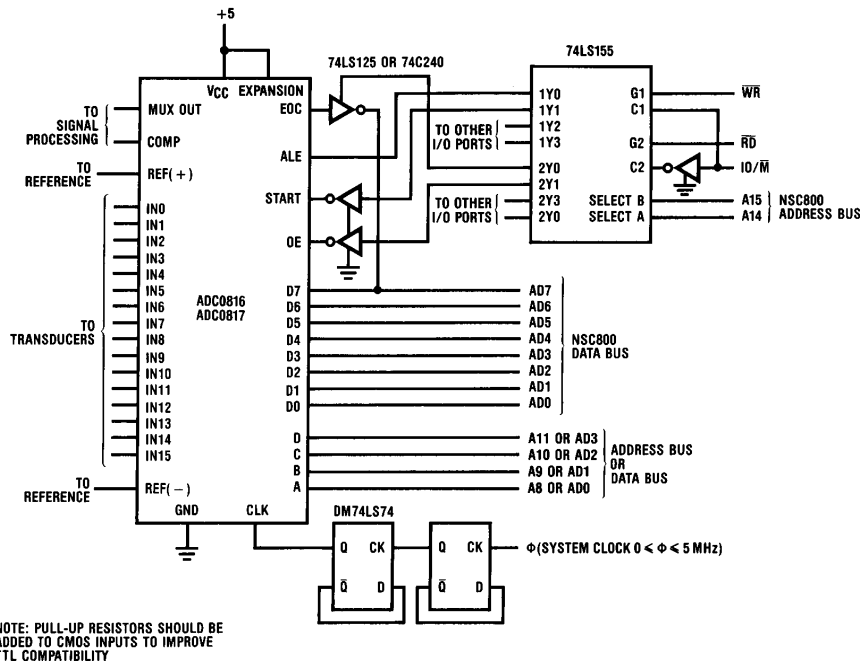 +5
74LS125 OR 74C240
74LS155
VCC EXPANSION
EOC
MUX OUT
COMP
TO
SIGNAL
PROCESSING
ALE
TO
REFERENCE
REF(+)
START
OE
IN0
IN1
IN2
IN3
IN4
IN5
IN6
IN7
IN8
IN9
IN10
IN11
IN12
IN13
IN14
IN15
TO
TRANSDUCERS
ADC0816
ADC0817
D7
D6
D5
D4
D3
D2
D1
D0
D
C
B
A
TO
REFERENCE
REF(−)
GND
CLK
1Y0
1Y1
1Y2
1Y3
2Y0
2Y1
2Y3
2Y0
TO OTHER
I/O PORTS
TO OTHER
I/O PORTS
G1
C1
G2
C2
SELECT B
SELECT A
W̅R̅
R̅D̅
IO/M̅
A15
A14
NSC800
ADDRESS BUS
AD7
AD6
AD5
AD4
AD3
AD2
AD1
AD0
NSC800
DATA BUS
A11 OR AD3
A10 OR AD2
A9 OR AD1
A8 OR AD0
ADDRESS BUS
OR
DATA BUS
DM74LS74
Q CK
Q̅ D
Q CK
Q̅ D
Φ(SYSTEM CLOCK 0 ⩽ Φ ⩽ 5 MHz)
NOTE: PULL-UP RESISTORS SHOULD BE
ADDED TO CMOS INPUTS TO IMPROVE
TTL COMPATIBILITY